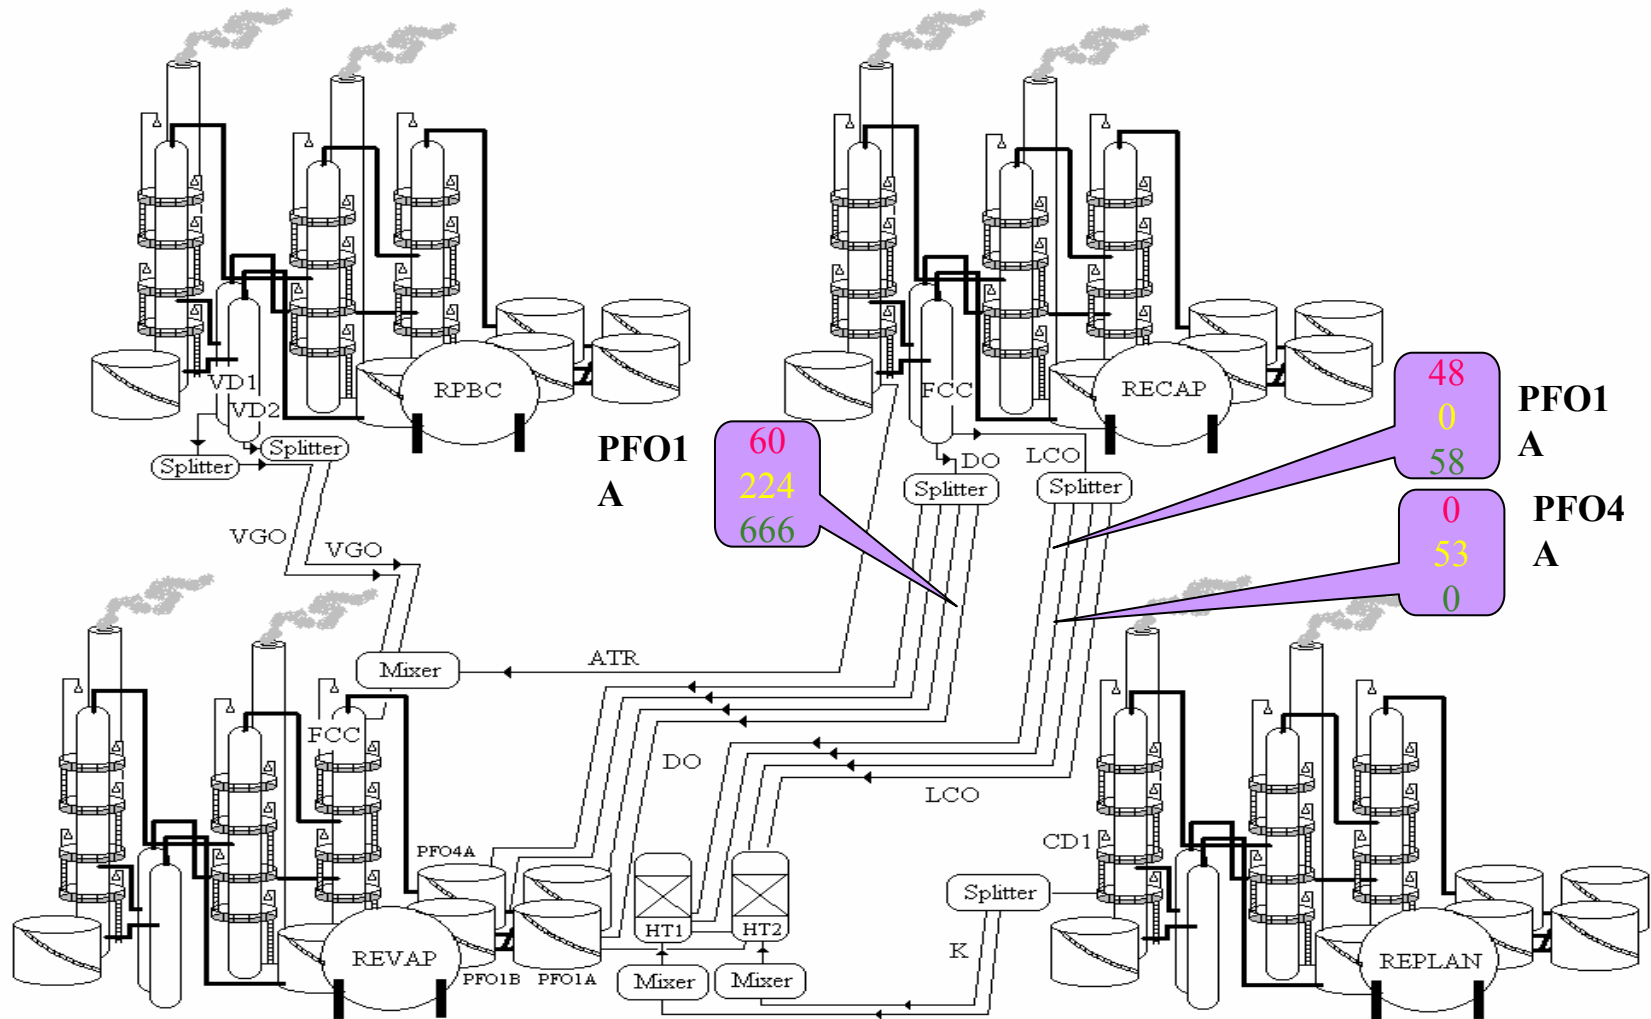 VD1
VD2
RPBC
Splitter
Splitter
VGO
VGO
PFO1
A
60
224
666
FCC
RECAP
DO
LCO
Splitter
Splitter
48
0
58
PFO1
A
0
53
0
PFO4
A
Mixer
ATR
FCC
DO
LCO
PFO4A
REVAP
PFO1B
PFO1A
HT1
HT2
Mixer
Mixer
K
Splitter
CD1
REPLAN